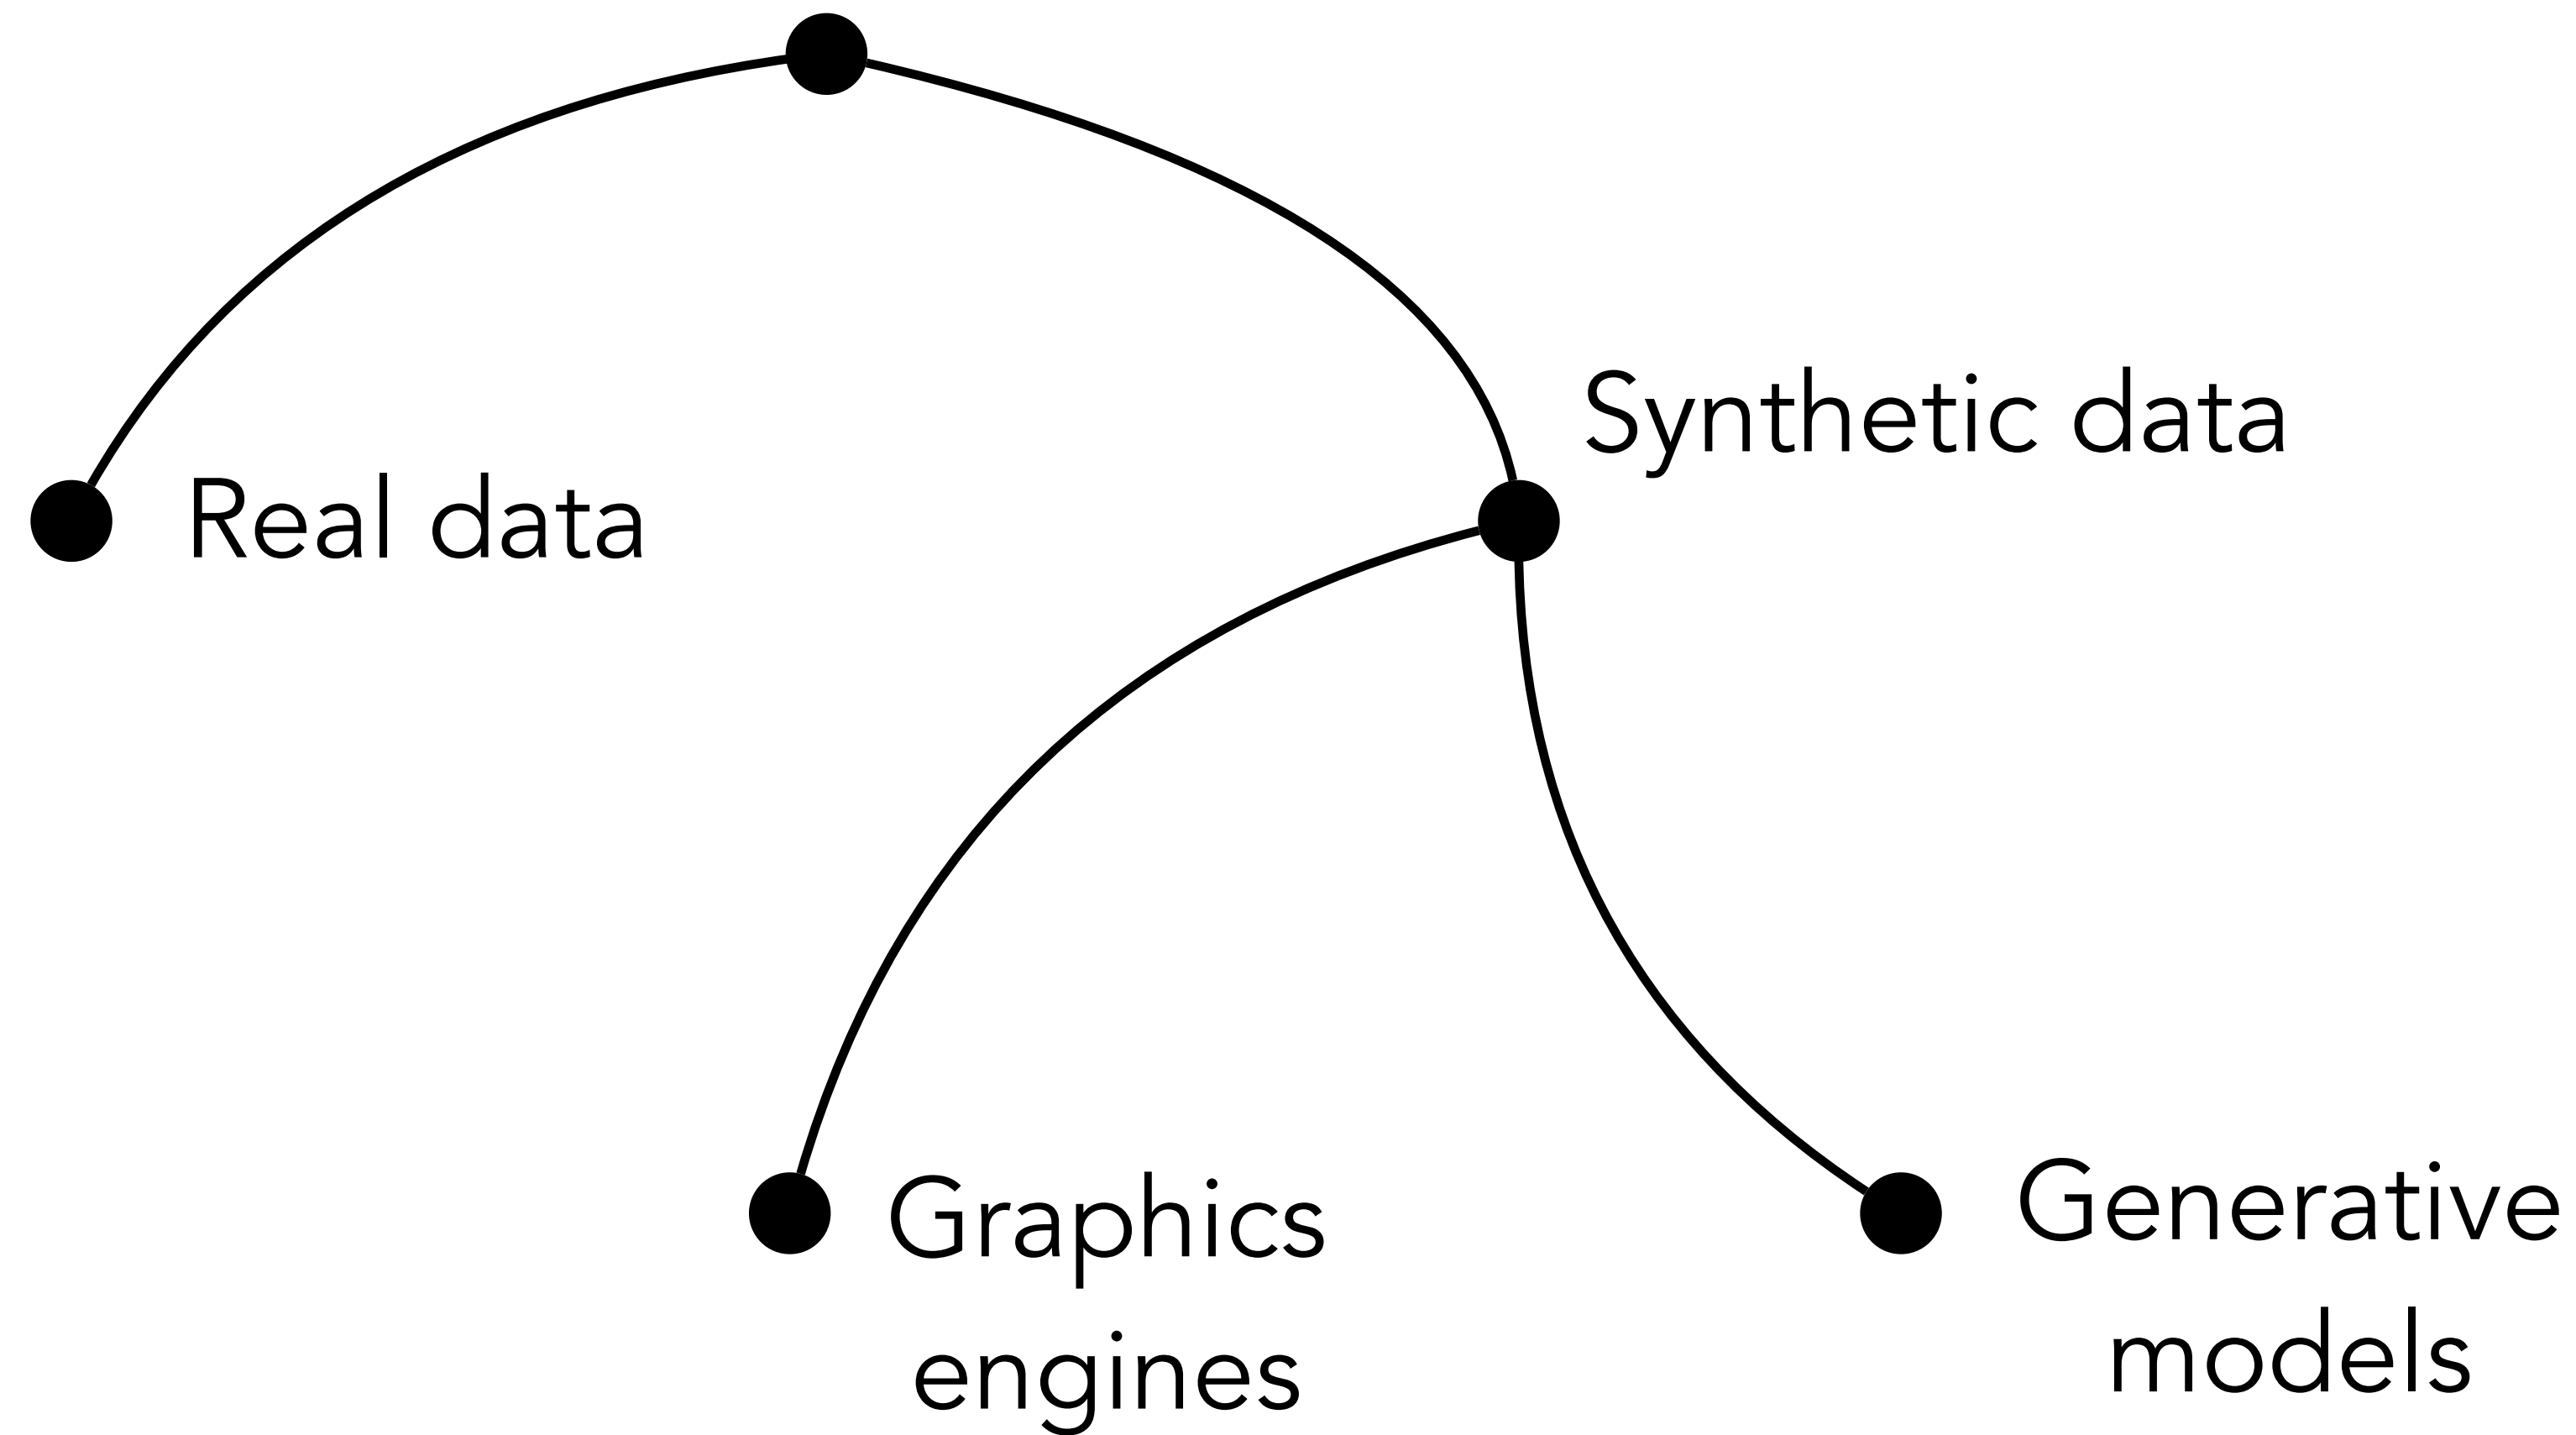 Synthetic data
Real data
Graphics
engines
Generative
models